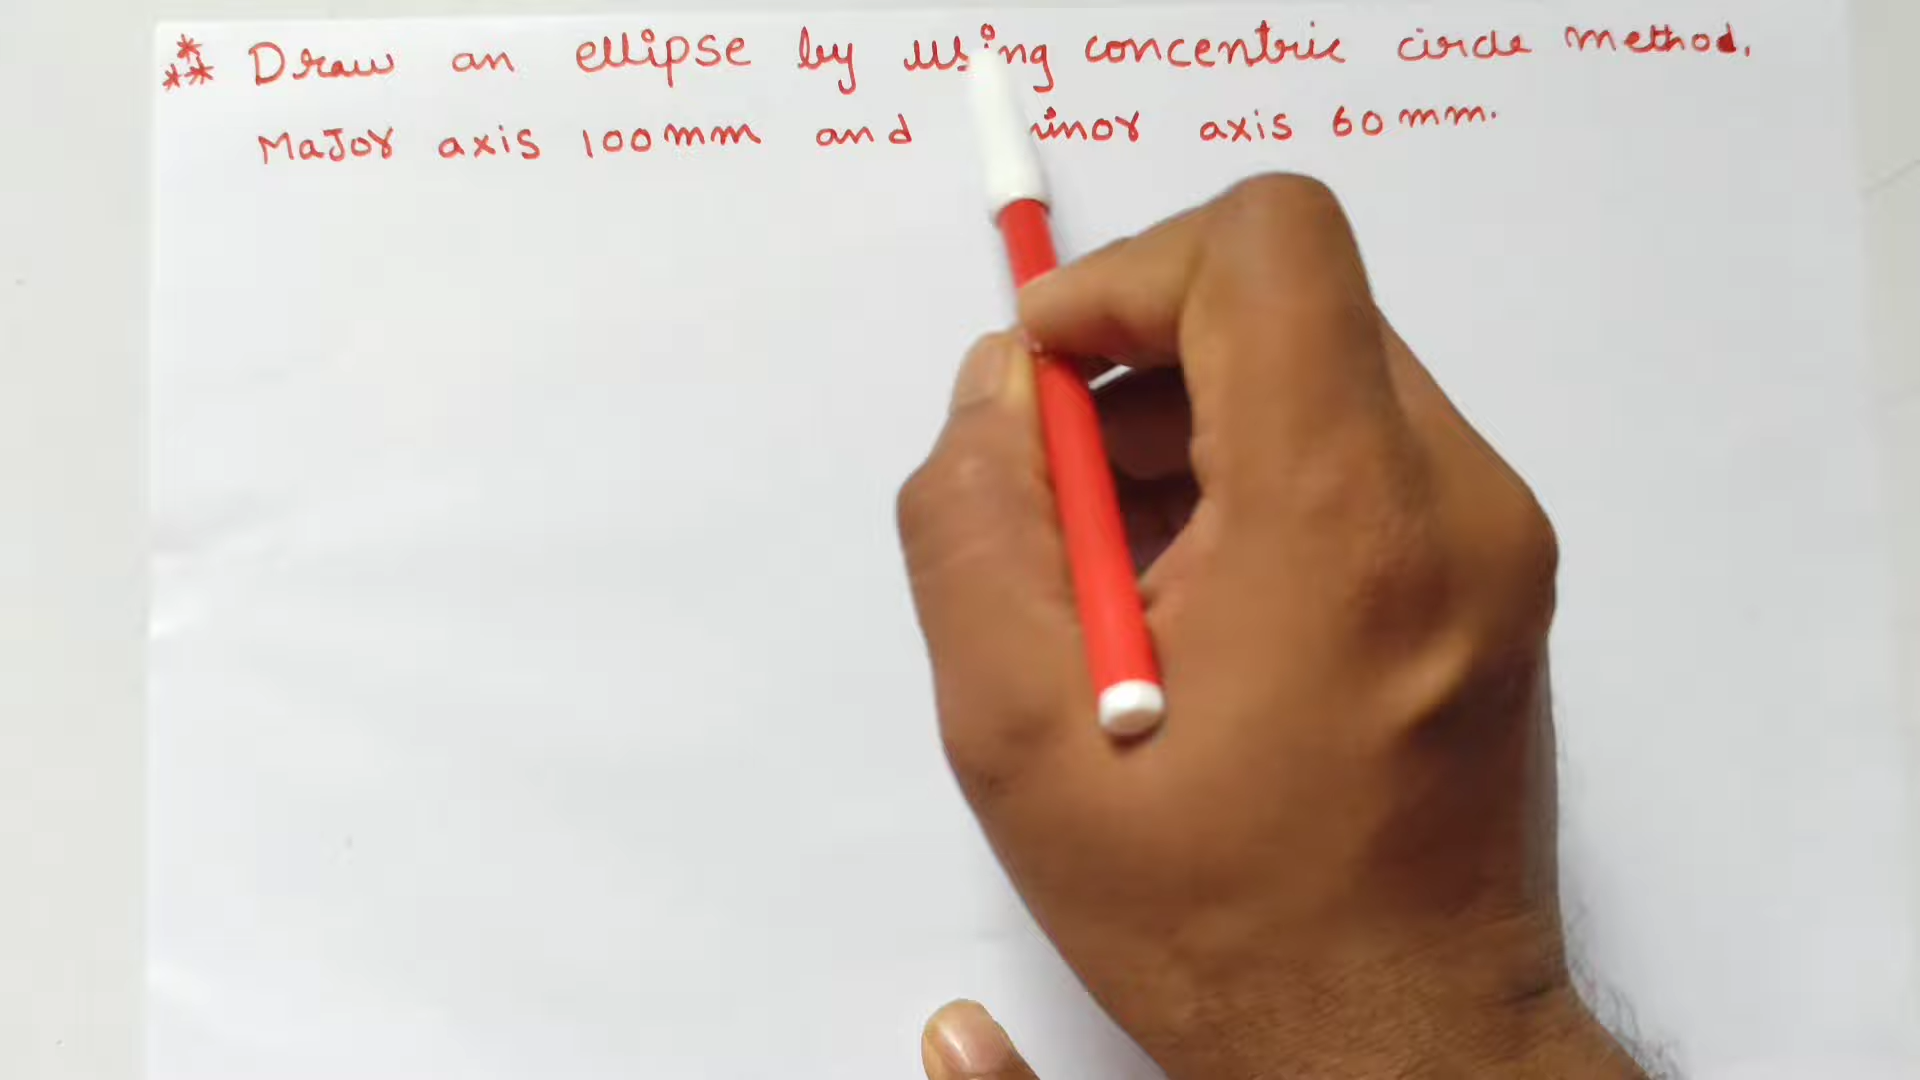 Draw an ellipse by using concentric circle method.
Major axis 100mm and minor axis 60mm.